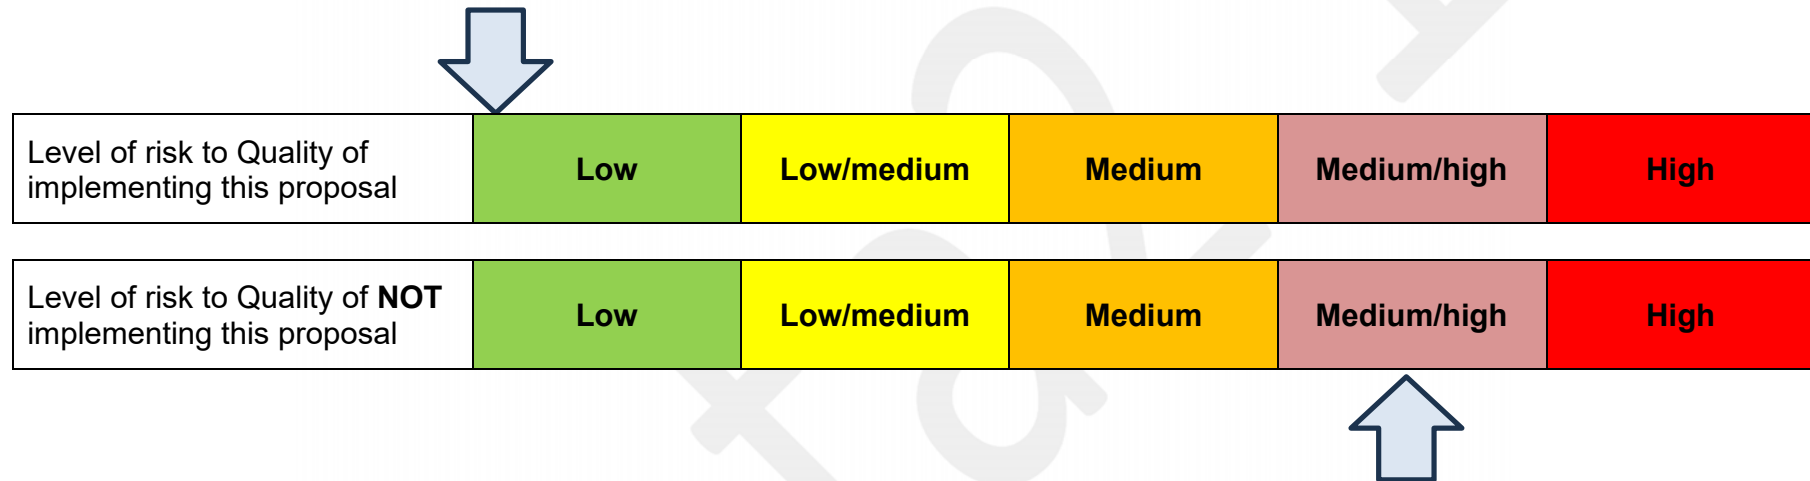 Level of risk to Quality of
implementing this proposal
Low
Low/medium
Medium
Medium/high
High
Level of risk to Quality of NOT
implementing this proposal
Low
Low/medium
Medium
Medium/high
High